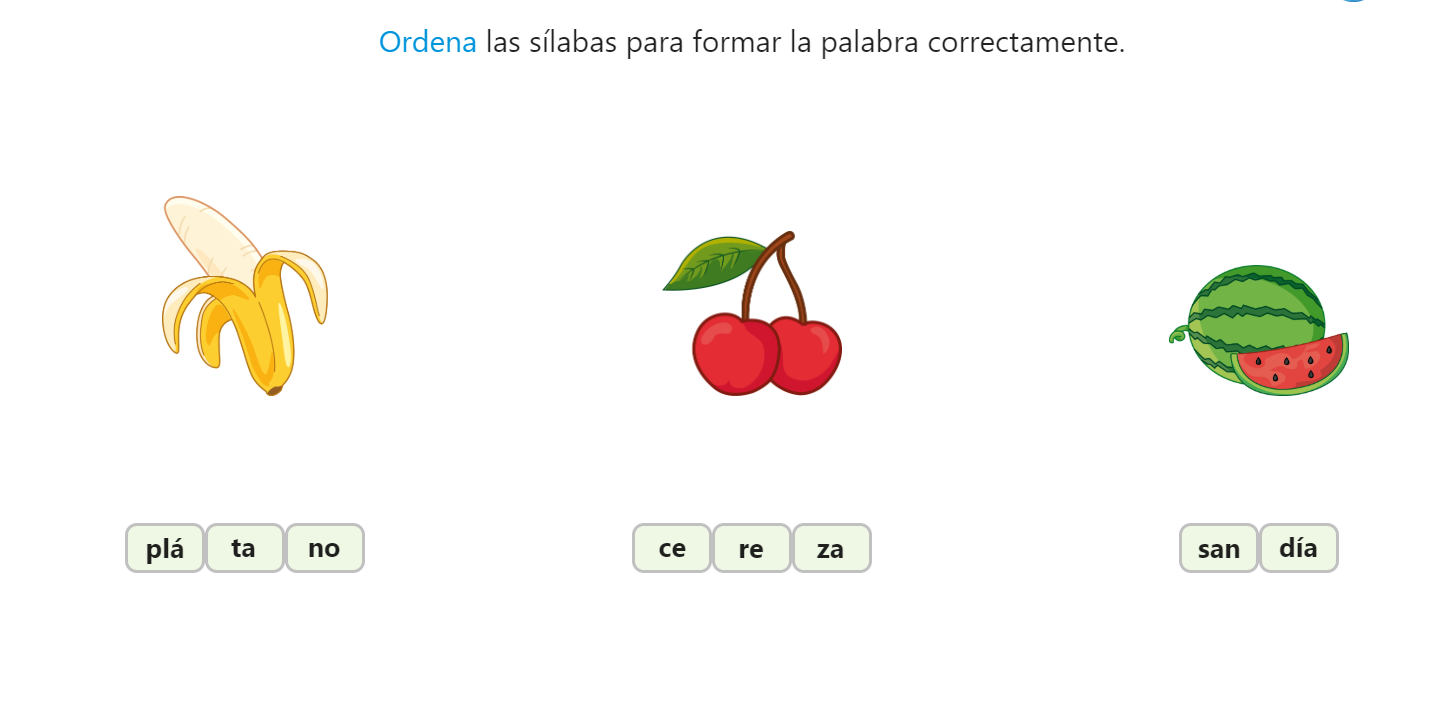 Ordena las sílabas para formar la palabra correctamente.
plá ta no
ce re za
san día